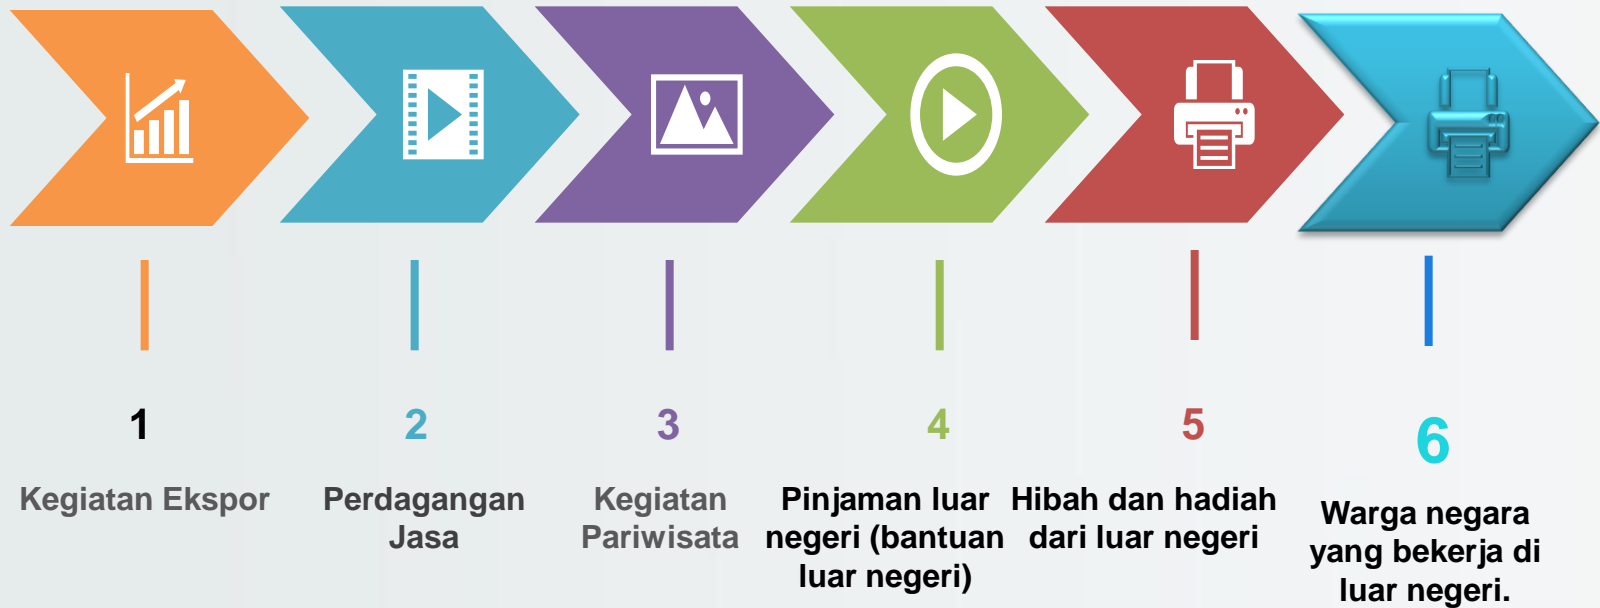 1
Kegiatan Ekspor
2
Perdagangan
Jasa
3
Kegiatan
Pariwisata
4
Pinjaman luar
negeri (bantuan
luar negeri)
5
Hibah dan hadiah
dari luar negeri
6
Warga negara
yang bekerja di
luar negeri.